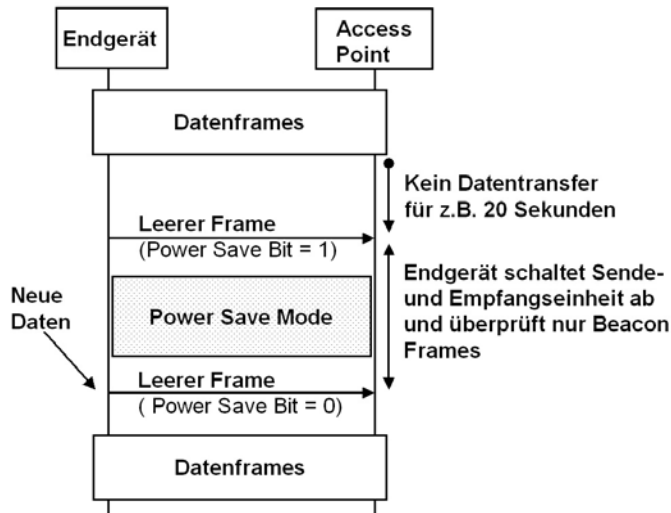 Endgerät
Access
Point
Datenframes
Kein Datentransfer
für z.B. 20 Sekunden
Leerer Frame
(Power Save Bit = 1)
Endgerät schaltet Sende-
und Empfangseinheit ab
und überprüft nur Beacon
Frames
Neue
Daten
Power Save Mode
Leerer Frame
( Power Save Bit = 0)
Datenframes